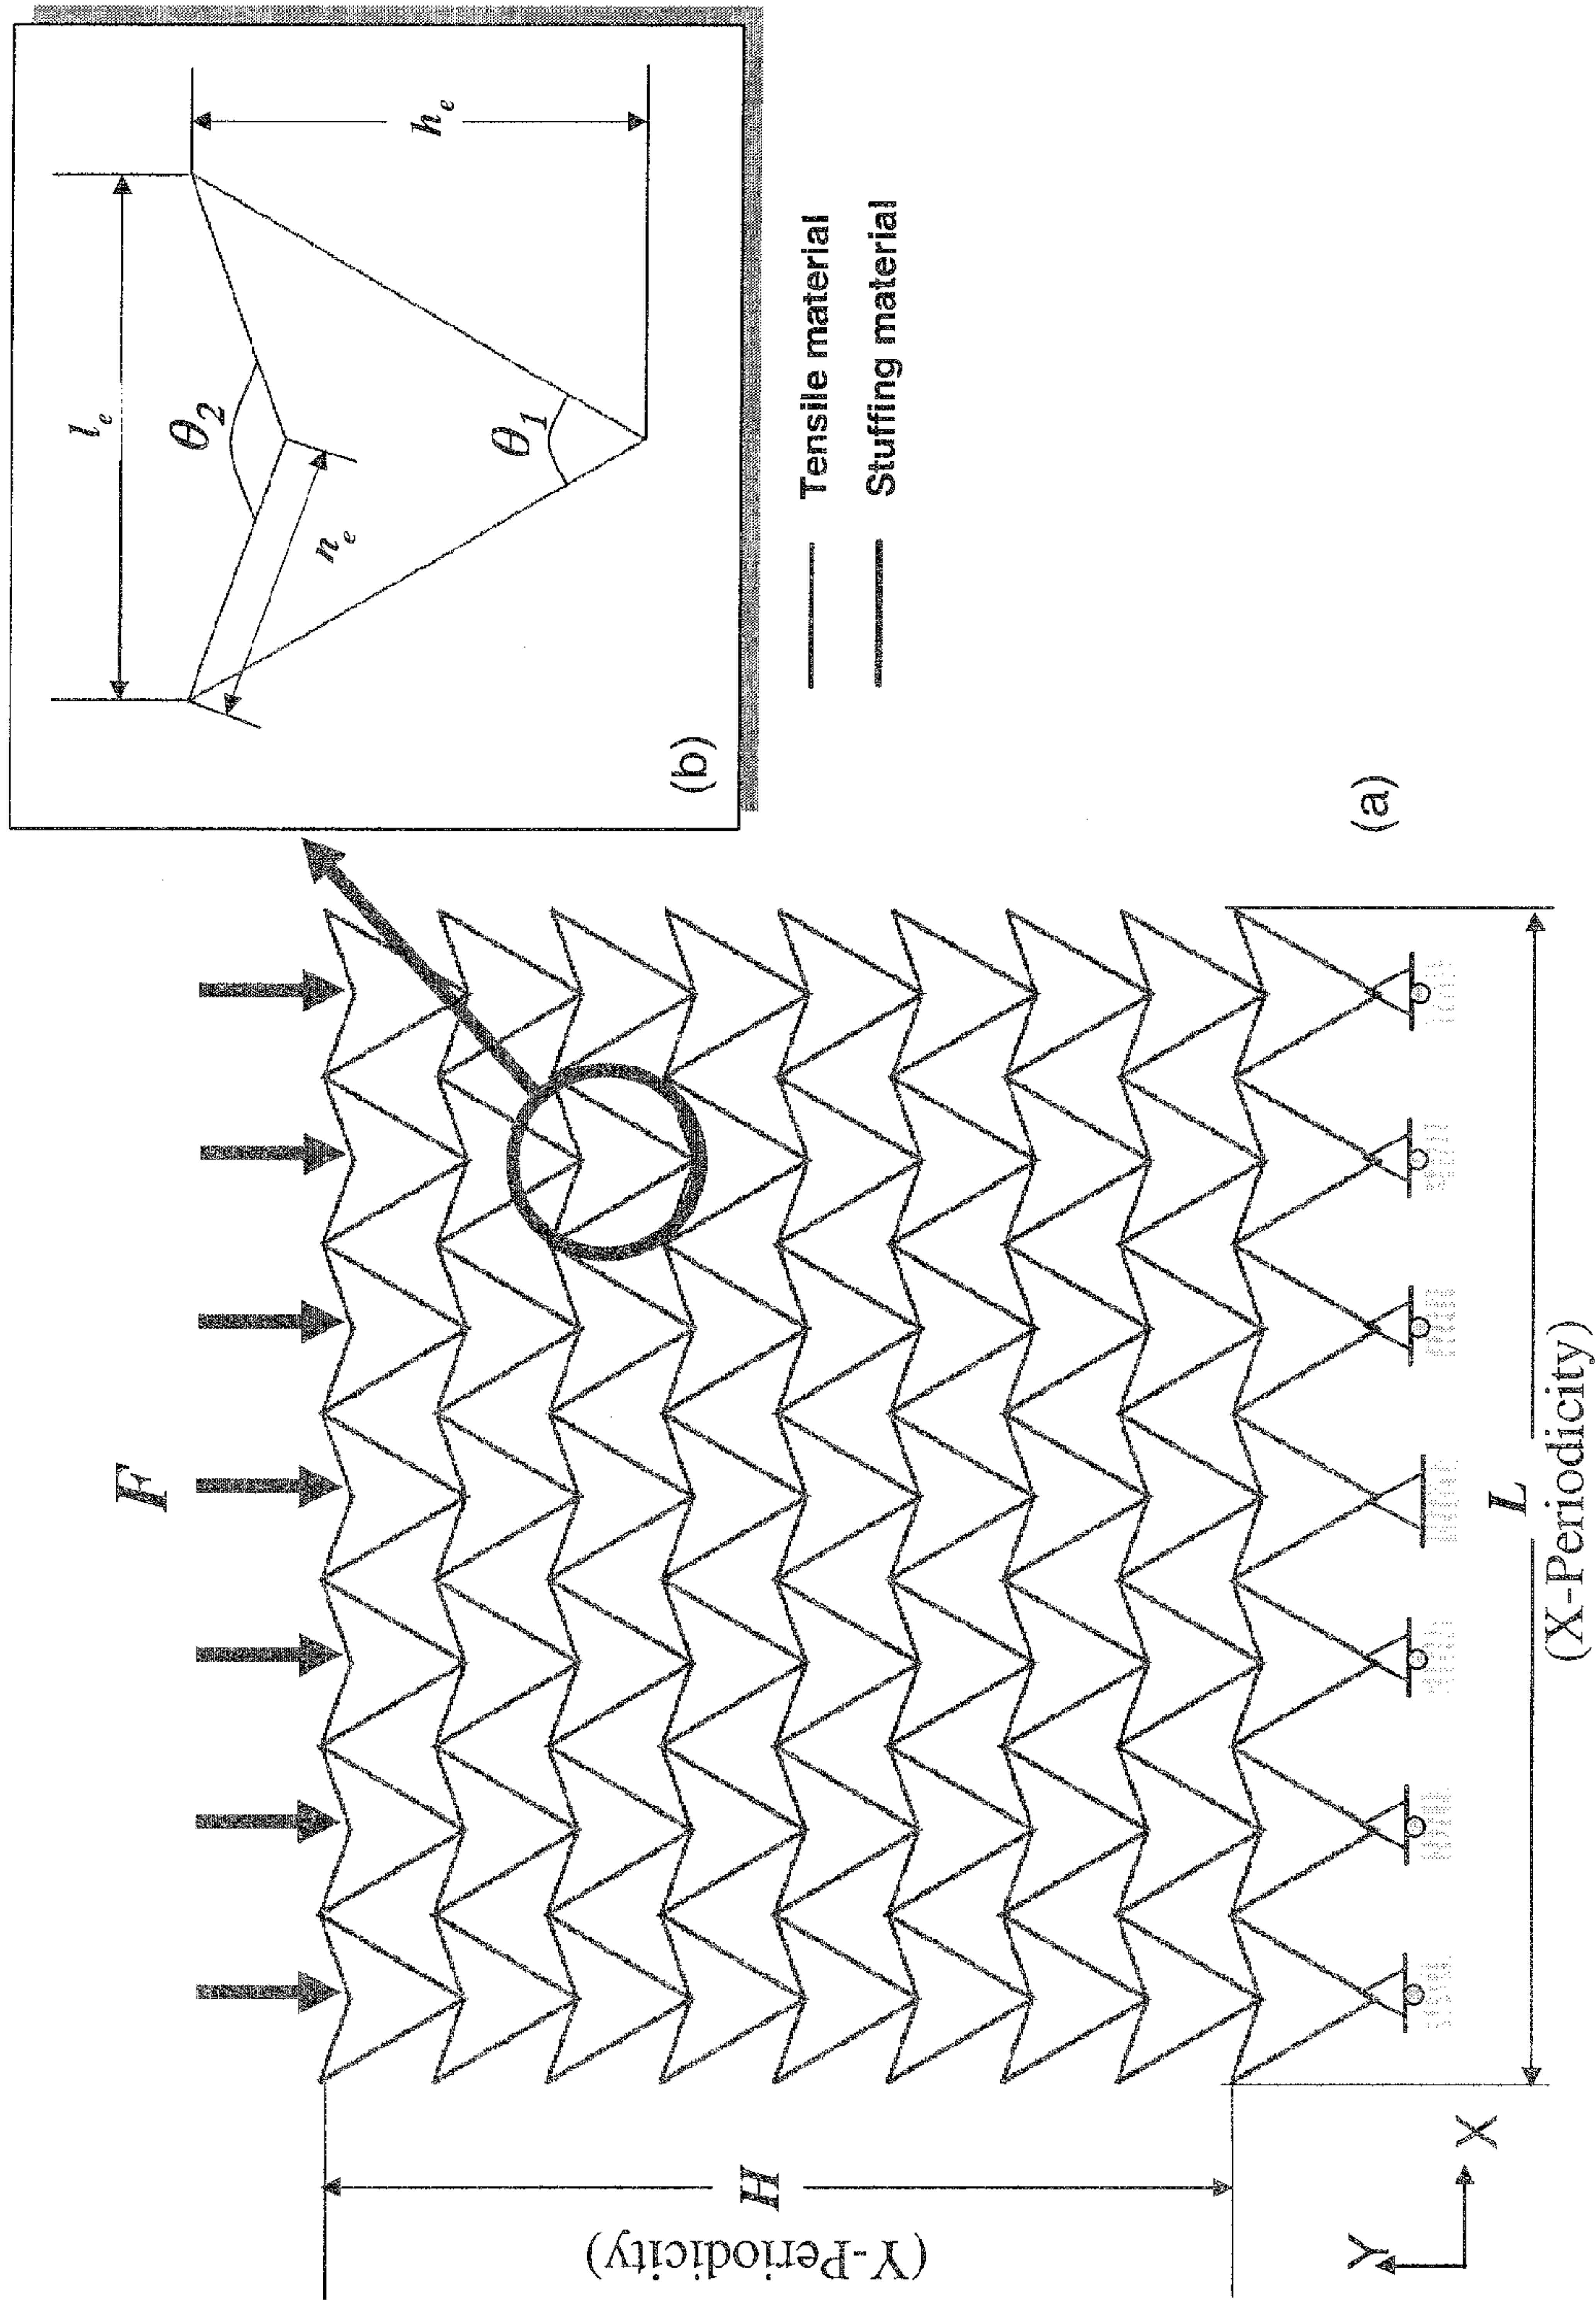 F
H
(Y-Periodicity)
Y
X
L
(X-Periodicity)
(a)
l_e
θ_2
n_e
θ_1
h_e
(b)
Tensile material
Stuffing material